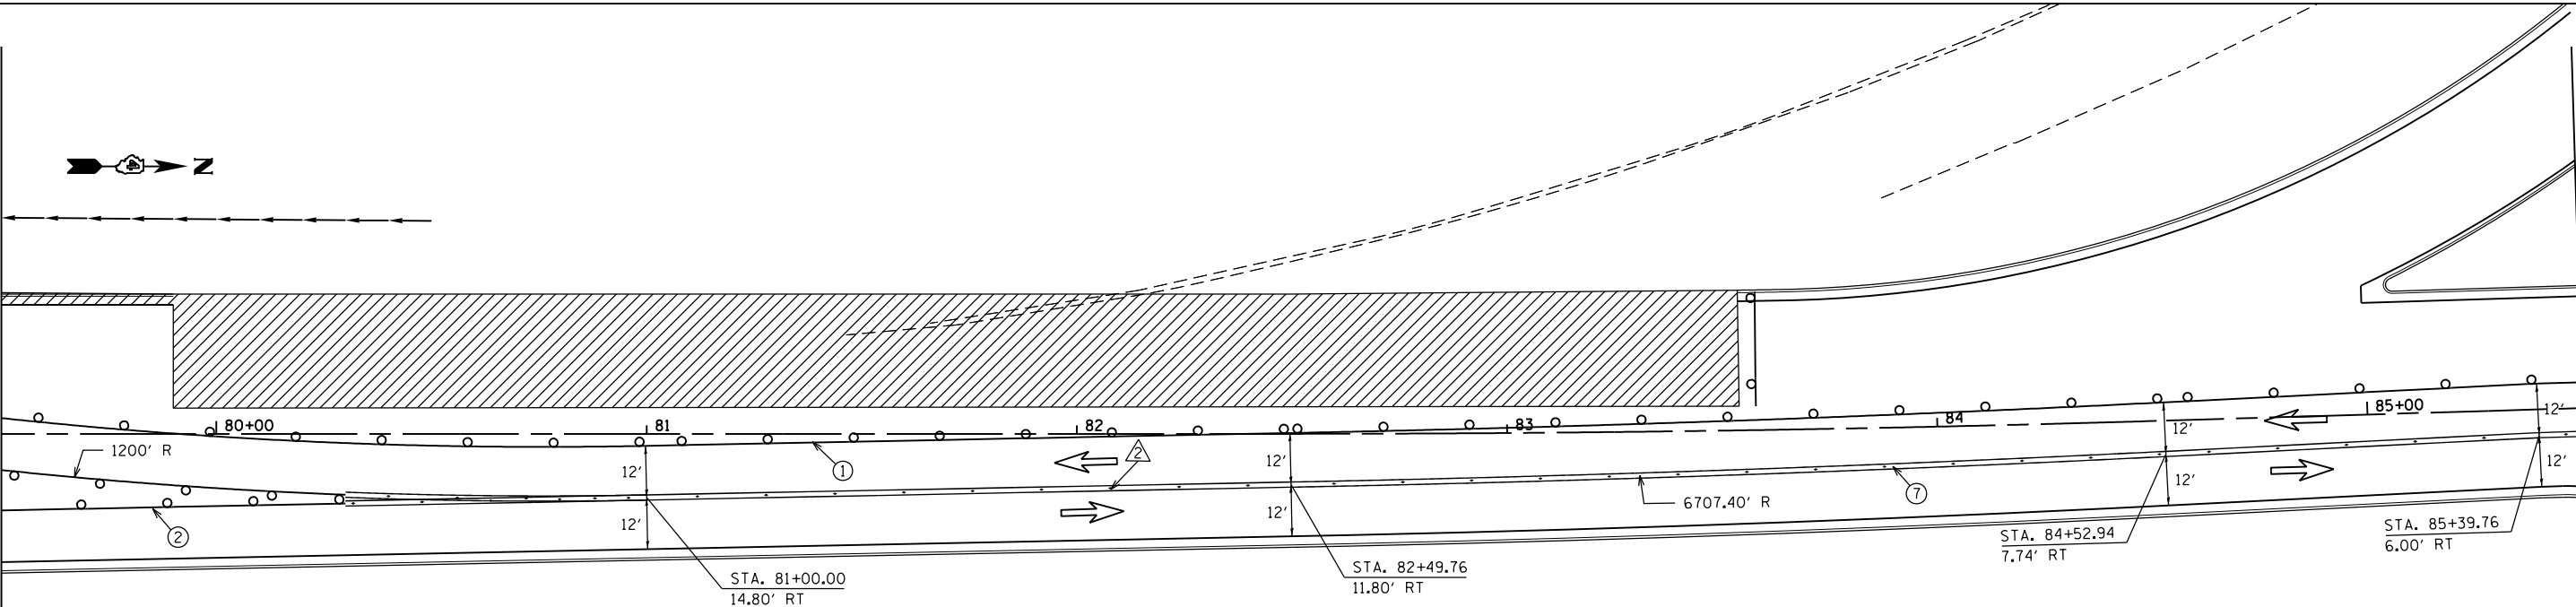 N
80+00
81
82
83
84
85+00
1200' R
12'
12'
12'
12'
12'
12'
12'
12'
1
2
2
7
6707.40' R
STA. 81+00.00
14.80' RT
STA. 82+49.76
11.80' RT
STA. 84+52.94
7.74' RT
STA. 85+39.76
6.00' RT